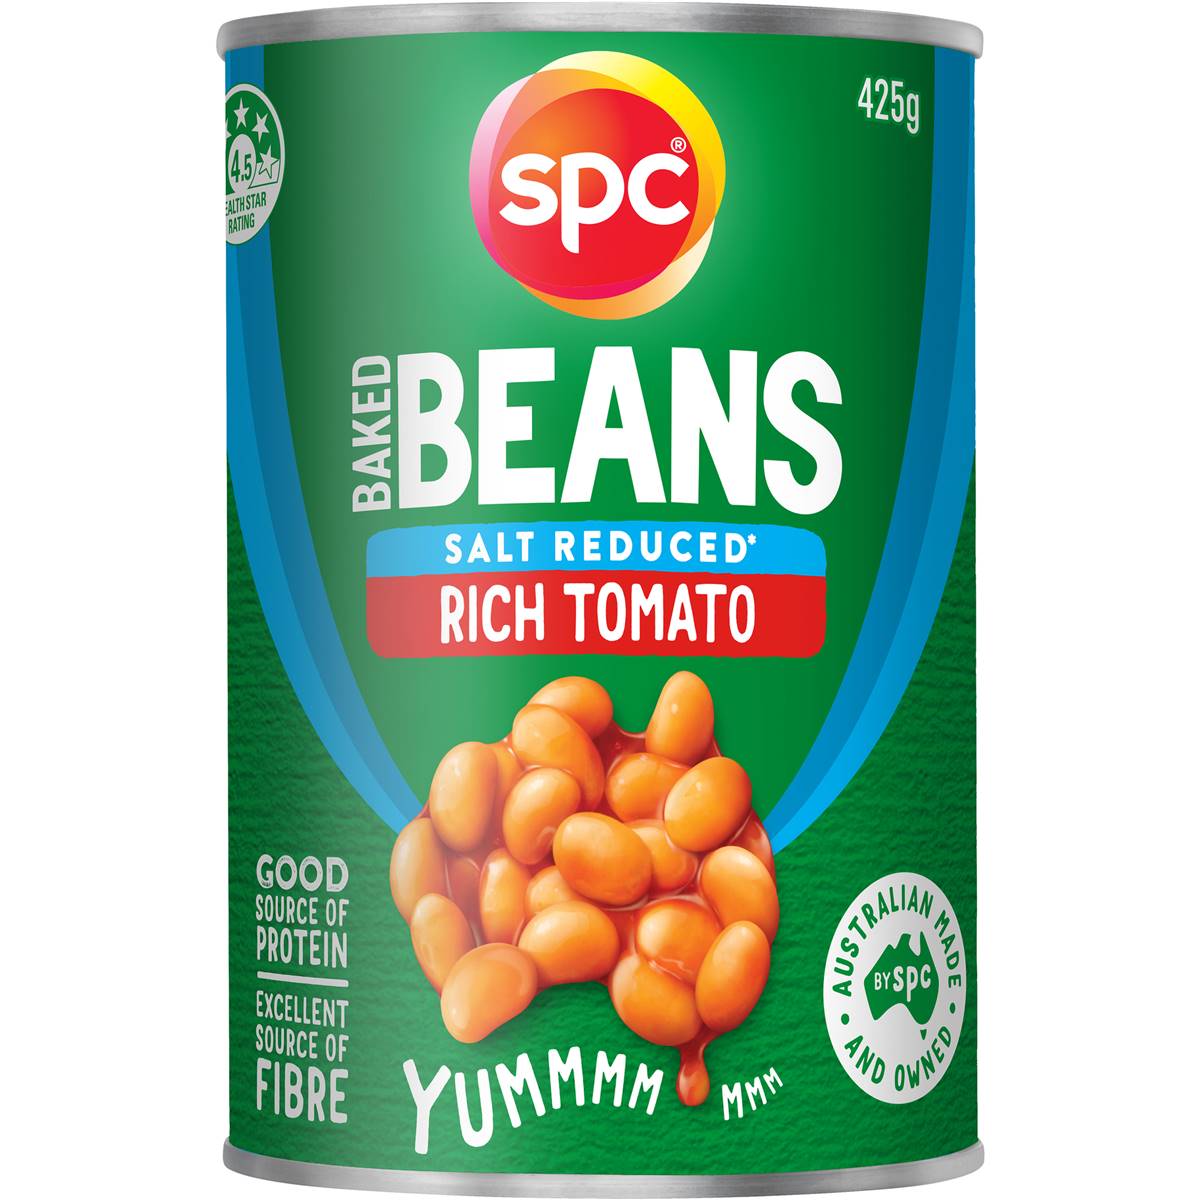 425g
spc®
4.5
HEALTH STAR
RATING
BAKED
BEANS
SALT REDUCED*
RICH TOMATO
GOOD
SOURCE OF
PROTEIN
EXCELLENT
SOURCE OF
FIBRE
YUMMMM MMM
• AUSTRALIAN MADE •
BY spc
AND OWNED